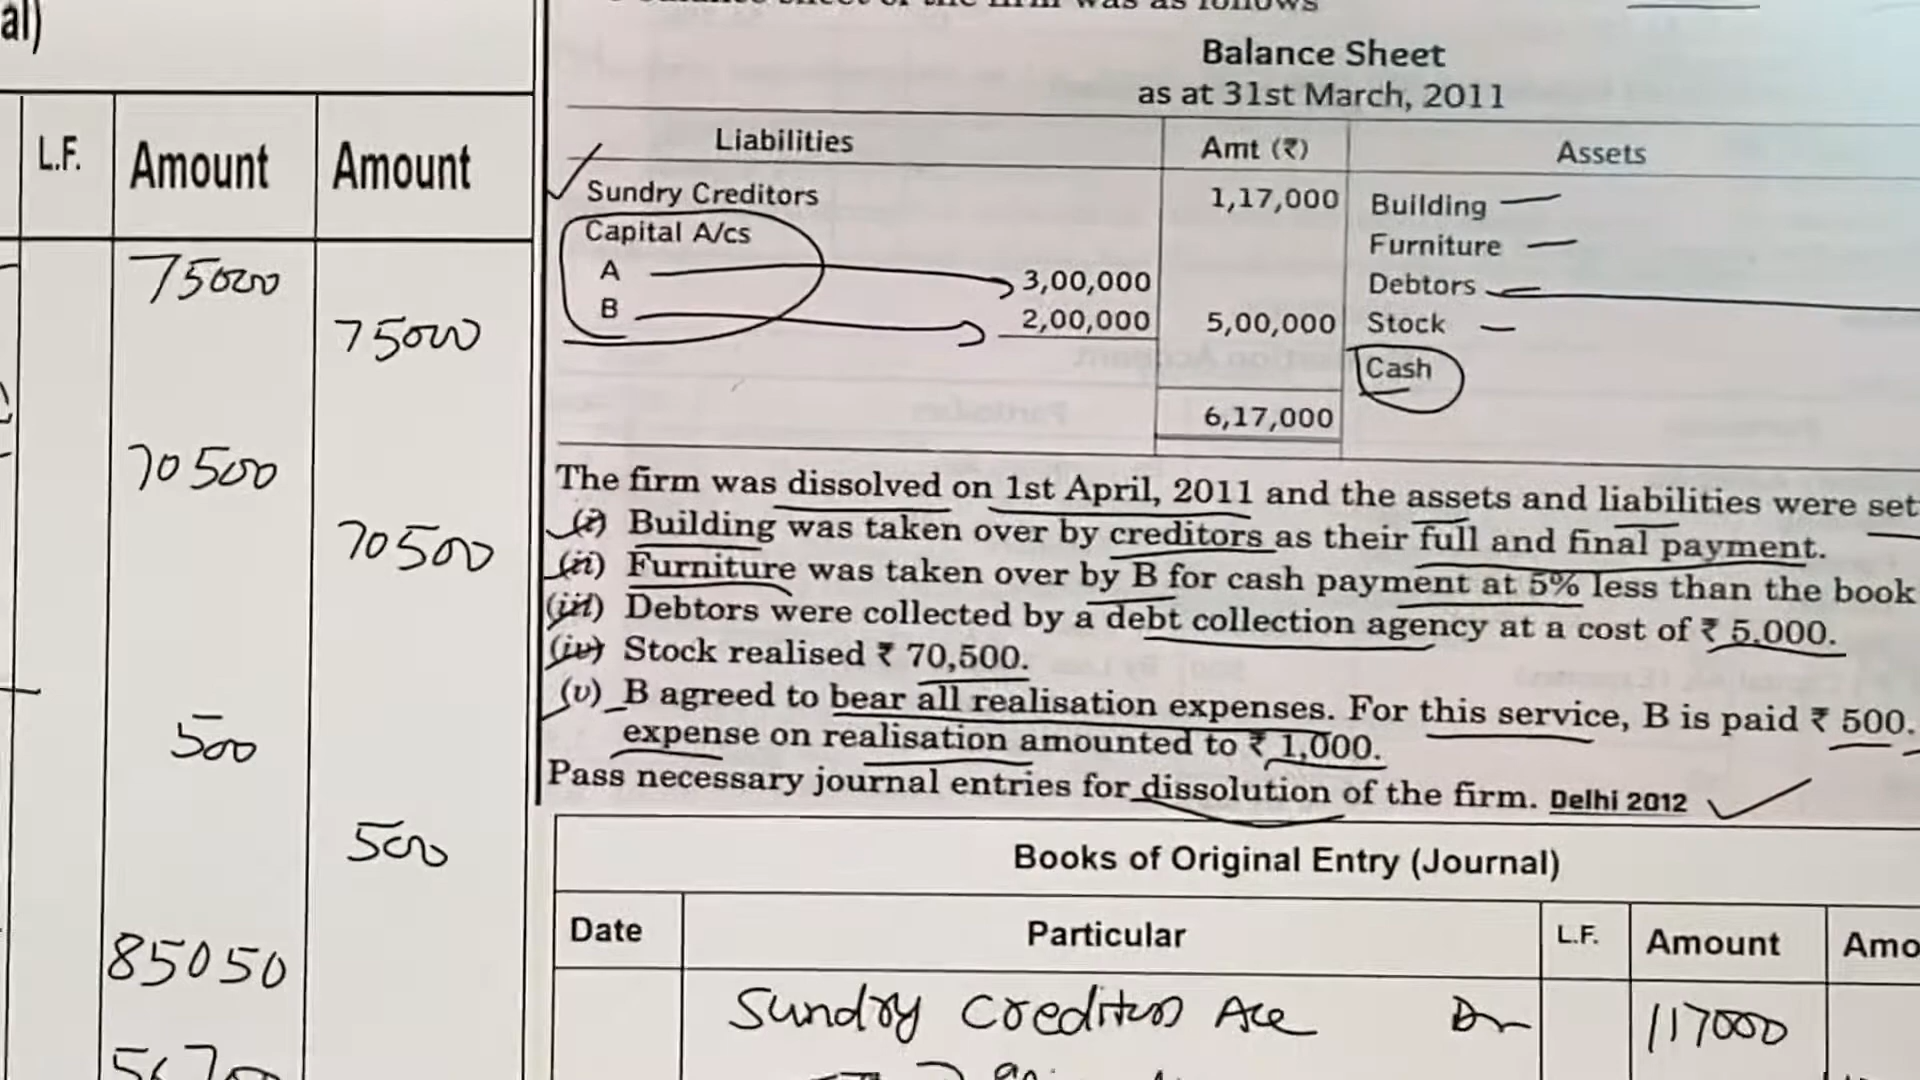 al)
L.F. Amount Amount
75000
75000
70500
70500
500
500
85050
Balance Sheet
as at 31st March, 2011
Liabilities Amt (₹) Assets
Sundry Creditors 1,17,000 Building
Capital A/cs Furniture
A 3,00,000 Debtors
B 2,00,000 5,00,000 Stock
Cash
6,17,000
The firm was dissolved on 1st April, 2011 and the assets and liabilities were set
(i) Building was taken over by creditors as their full and final payment.
(ii) Furniture was taken over by B for cash payment at 5% less than the book
(iii) Debtors were collected by a debt collection agency at a cost of ₹ 5,000.
(iv) Stock realised ₹ 70,500.
(v) B agreed to bear all realisation expenses. For this service, B is paid ₹ 500.
expense on realisation amounted to ₹ 1,000.
Pass necessary journal entries for dissolution of the firm. Delhi 2012
Books of Original Entry (Journal)
Date Particular L.F. Amount Amo
Sundry Creditors Ace Dr 117000